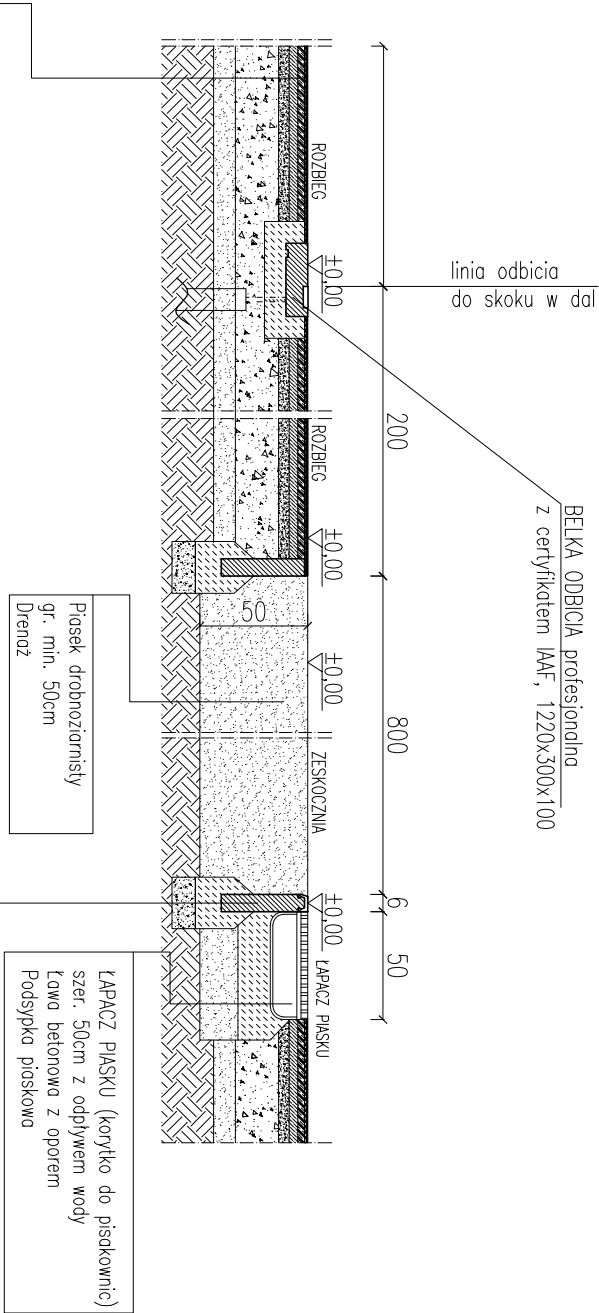 linia odbicia
do skoku w dal
BELKA ODBICIA profesjonalna
z certyfikatem IAAF, 1220x300x100
200
800
6
50
ROZBIEG
±0,00
ROZBIEG
±0,00
±0,00
ZESKOCZNIA
±0,00
ŁAPACZ PIASKU
50
Piasek drobnoziarnisty
gr. min. 50cm
Drenaż
ŁAPACZ PIASKU (korytko do pisakownic)
szer. 50cm z odpływem wody
Ława betonowa z oporem
Podsypka piaskowa